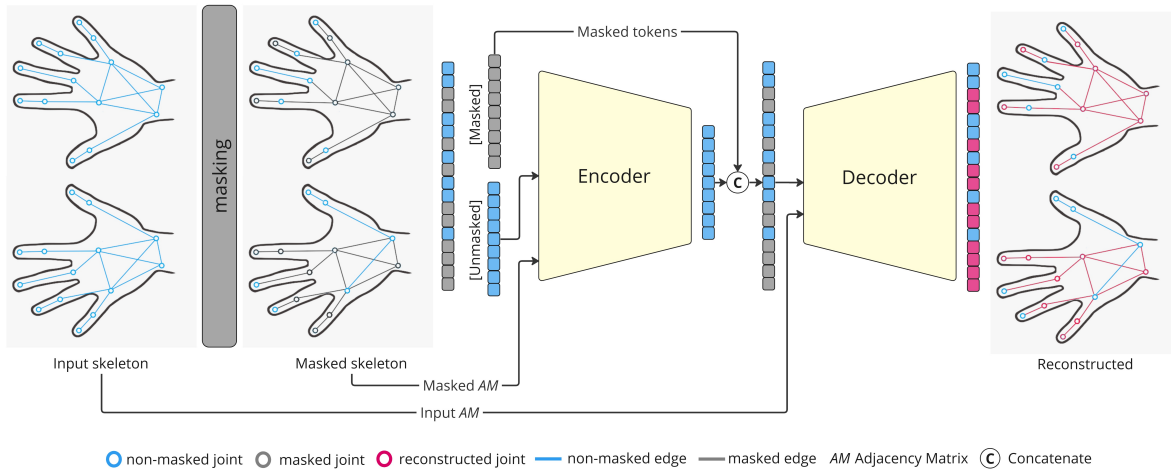 Masked tokens
masking
[Masked]
[Unmasked]
Encoder
C
Decoder
Input skeleton
Masked skeleton
Reconstructed
Masked AM
Input AM
non-masked joint
masked joint
reconstructed joint
non-masked edge
masked edge
AM Adjacency Matrix
C Concatenate